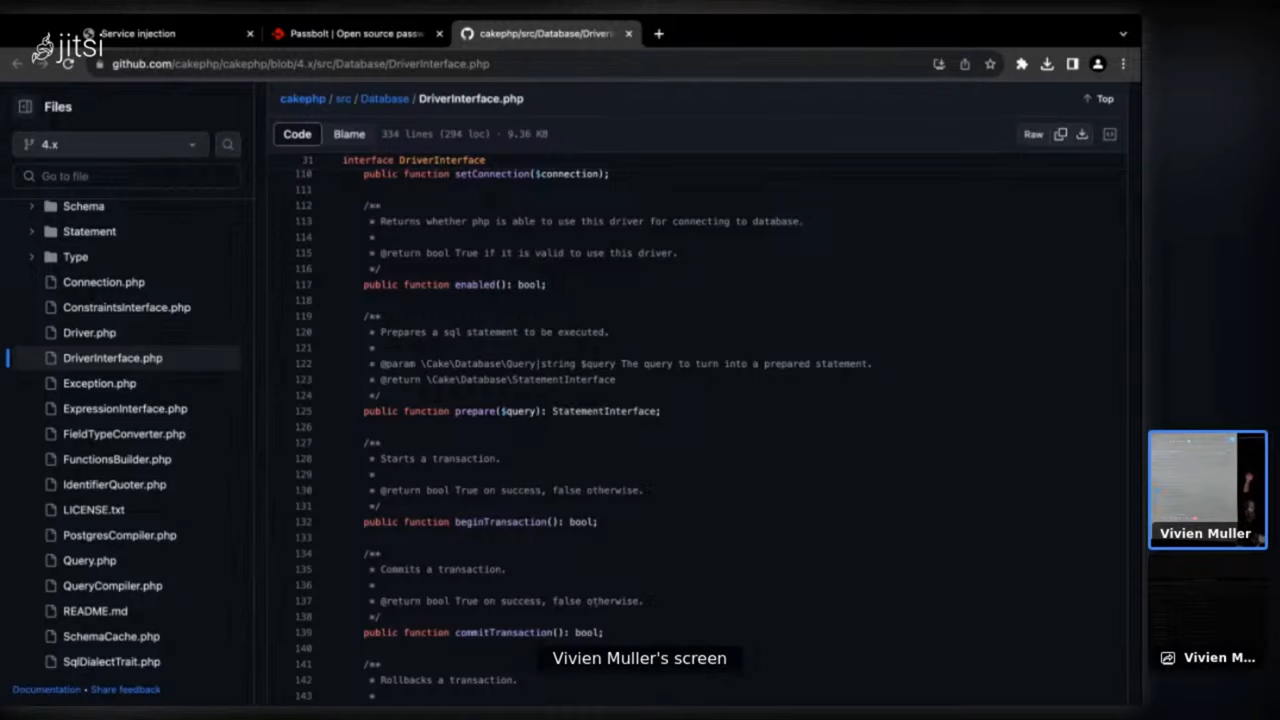 jitsi
Service injection
Passbolt | Open source passw
cakephp/src/Database/Driveri
github.com/cakephp/cakephp/blob/4.x/src/Database/DriverInterface.php
Files
4.x
Go to file
Schema
Statement
Type
Connection.php
ConstraintsInterface.php
Driver.php
DriverInterface.php
Exception.php
ExpressionInterface.php
FieldTypeConverter.php
FunctionsBuilder.php
IdentifierQuoter.php
LICENSE.txt
PostgresCompiler.php
Query.php
QueryCompiler.php
README.md
SchemaCache.php
SqlDialectTrait.php
Documentation • Share feedback
cakephp / src / Database / DriverInterface.php
Top
Code Blame 334 lines (294 loc) · 9.36 KB
Raw
31 interface DriverInterface
110 public function setConnection($connection);
111
112 /**
113 * Returns whether php is able to use this driver for connecting to database.
114 *
115 * @return bool True if it is valid to use this driver.
116 */
117 public function enabled(): bool;
118
119 /**
120 * Prepares a sql statement to be executed.
121 *
122 * @param \Cake\Database\Query|string $query The query to turn into a prepared statement.
123 * @return \Cake\Database\StatementInterface
124 */
125 public function prepare($query): StatementInterface;
126
127 /**
128 * Starts a transaction.
129 *
130 * @return bool True on success, false otherwise.
131 */
132 public function beginTransaction(): bool;
133
134 /**
135 * Commits a transaction.
136 *
137 * @return bool True on success, false otherwise.
138 */
139 public function commitTransaction(): bool;
140
141 /**
142 * Rollbacks a transaction.
143 *
Vivien Muller's screen
Vivien Muller
Vivien M...